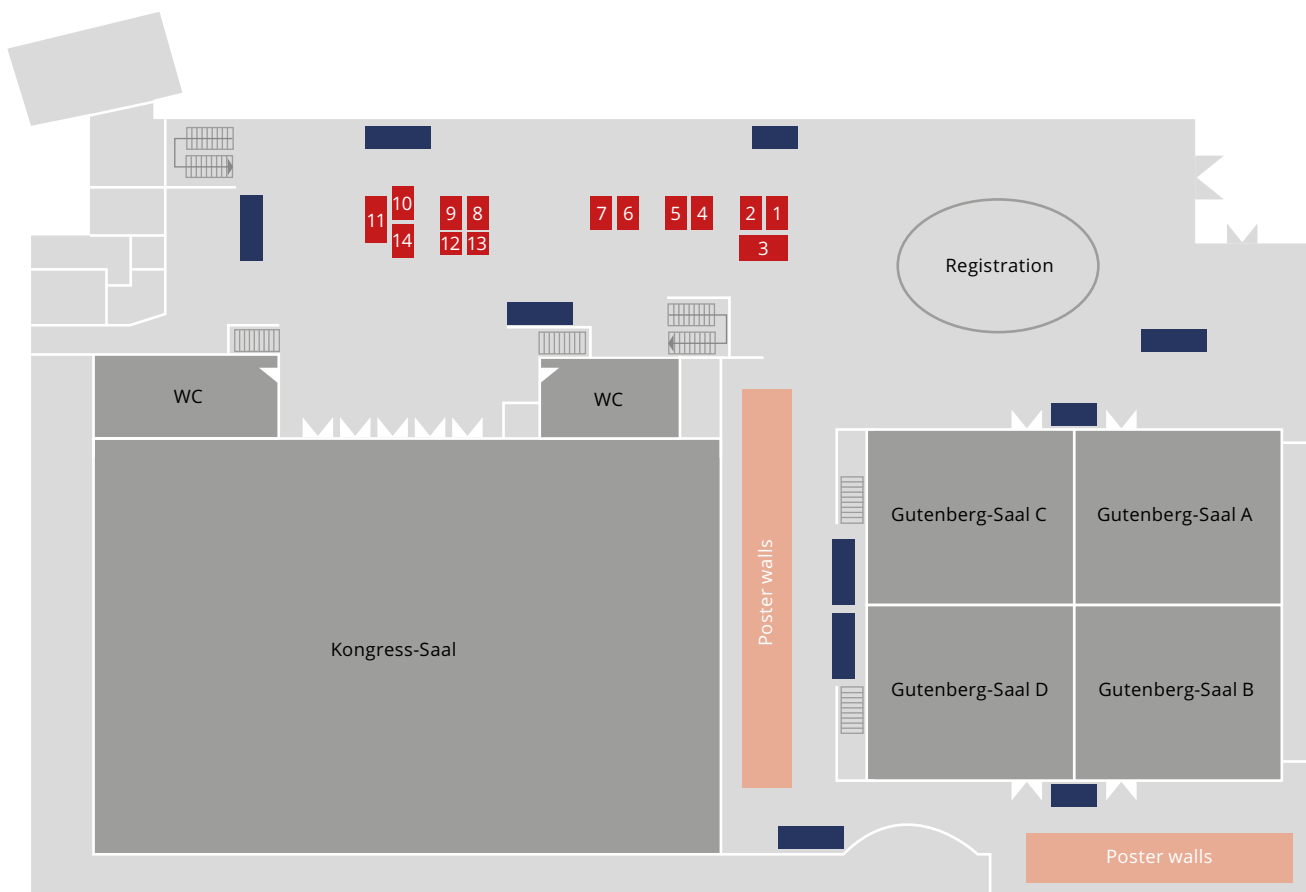 10
11
9
8
7
6
5
4
2
1
14
12
13
3
Registration
WC
WC
Gutenberg-Saal C
Gutenberg-Saal A
Poster walls
Kongress-Saal
Gutenberg-Saal D
Gutenberg-Saal B
Poster walls